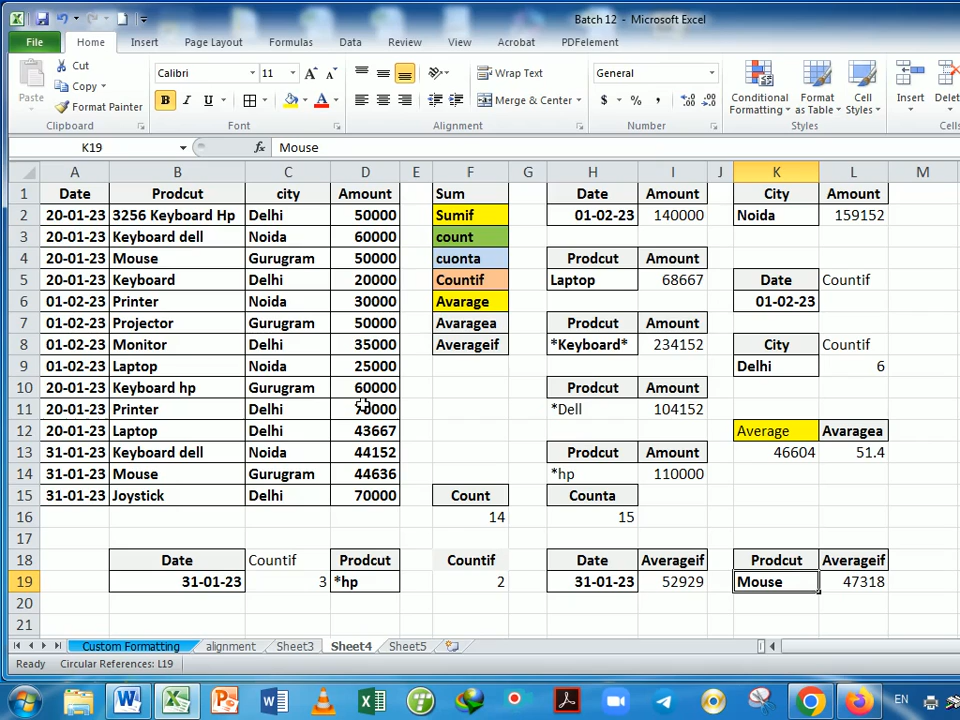 Batch 12 - Microsoft Excel
File Home Insert Page Layout Formulas Data Review View Acrobat PDFelement
Cut
Copy
Format Painter
Paste
Clipboard
Calibri 11
Font
Wrap Text
Merge & Center
Alignment
General
Number
Conditional Formatting
Format as Table
Cell Styles
Styles
Insert
K19 fx Mouse
A B C D E F G H I J K L M
1 Date Prodcut city Amount Sum Date Amount City Amount
2 20-01-23 3256 Keyboard Hp Delhi 50000 Sumif 01-02-23 140000 Noida 159152
3 20-01-23 Keyboard dell Noida 60000 count
4 20-01-23 Mouse Gurugram 50000 cuonta Prodcut Amount
5 20-01-23 Keyboard Delhi 20000 Countif Laptop 68667 Date Countif
6 01-02-23 Printer Noida 30000 Avarage 01-02-23
7 01-02-23 Projector Gurugram 50000 Avaragea Prodcut Amount
8 01-02-23 Monitor Delhi 35000 Averageif *Keyboard* 234152 City Countif
9 01-02-23 Laptop Noida 25000 Delhi 6
10 20-01-23 Keyboard hp Gurugram 60000 Prodcut Amount
11 20-01-23 Printer Delhi *Dell 104152
12 20-01-23 Laptop Delhi 43667 Average Avaragea
13 31-01-23 Keyboard dell Noida 44152 Prodcut Amount 46604 51.4
14 31-01-23 Mouse Gurugram 44636 *hp 110000
15 31-01-23 Joystick Delhi 70000 Count Counta
16 14 15
17
18 Date Countif Prodcut Countif Date Averageif Prodcut Averageif
19 31-01-23 3 *hp 2 31-01-23 52929 Mouse 47318
20
21
Custom Formatting alignment Sheet3 Sheet4 Sheet5
Ready Circular References: L19
EN